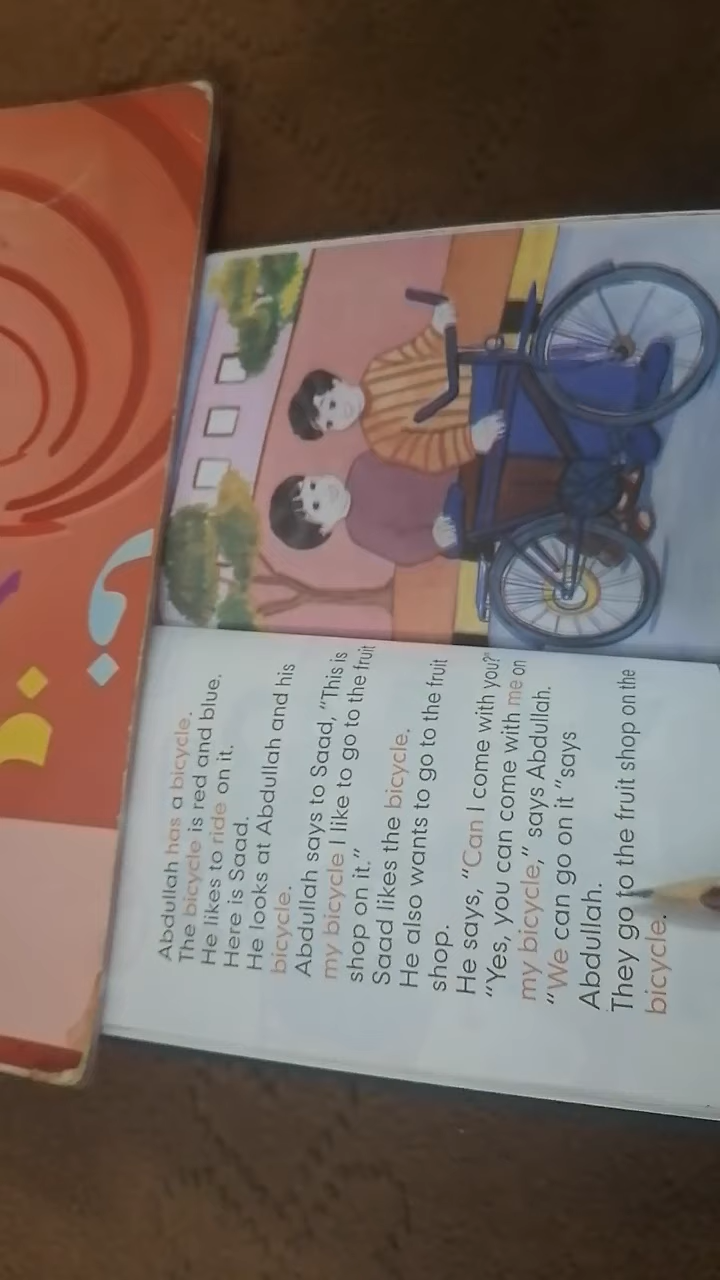 Abdullah has a bicycle.
The bicycle is red and blue.
He likes to ride on it.
Here is Saad.
He looks at Abdullah and his
bicycle.
Abdullah says to Saad, "This is
my bicycle I like to go to the fruit
shop on it."
Saad likes the bicycle.
He also wants to go to the fruit
shop.
He says, "Can I come with you?"
"Yes, you can come with me on
my bicycle," says Abdullah.
"We can go on it "says
Abdullah.
They go to the fruit shop on the
bicycle.